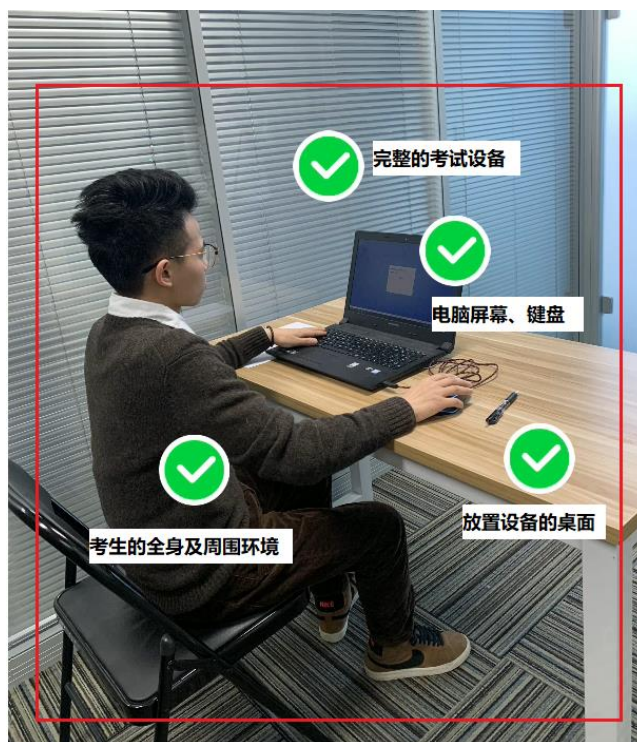 完整的考试设备
电脑屏幕、键盘
放置设备的桌面
考生的全身及周围环境